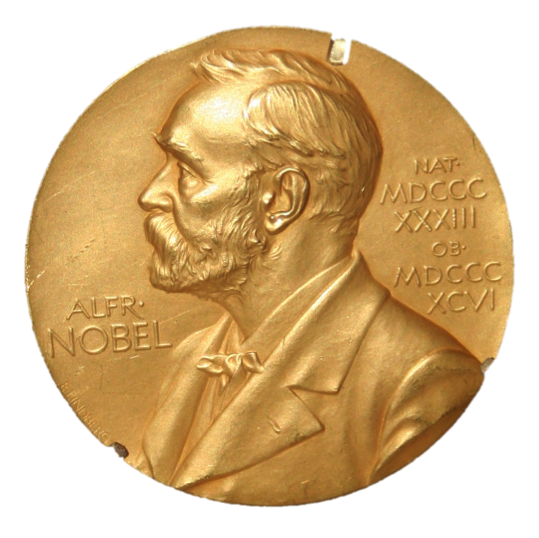 ALFR·
NOBEL
NAT·
MDCCC
XXXIII
OB·
MDCCC
XCVI